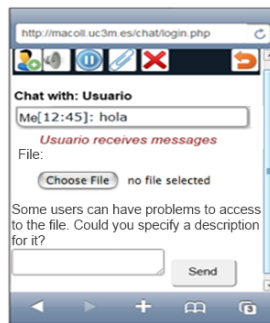 http://macoll.uc3m.es/chat/login.php
Chat with: Usuario
Me[12:45]: hola
Usuario receives messages
File:
Choose File no file selected
Some users can have problems to access
to the file. Could you specify a description
for it?
Send
3